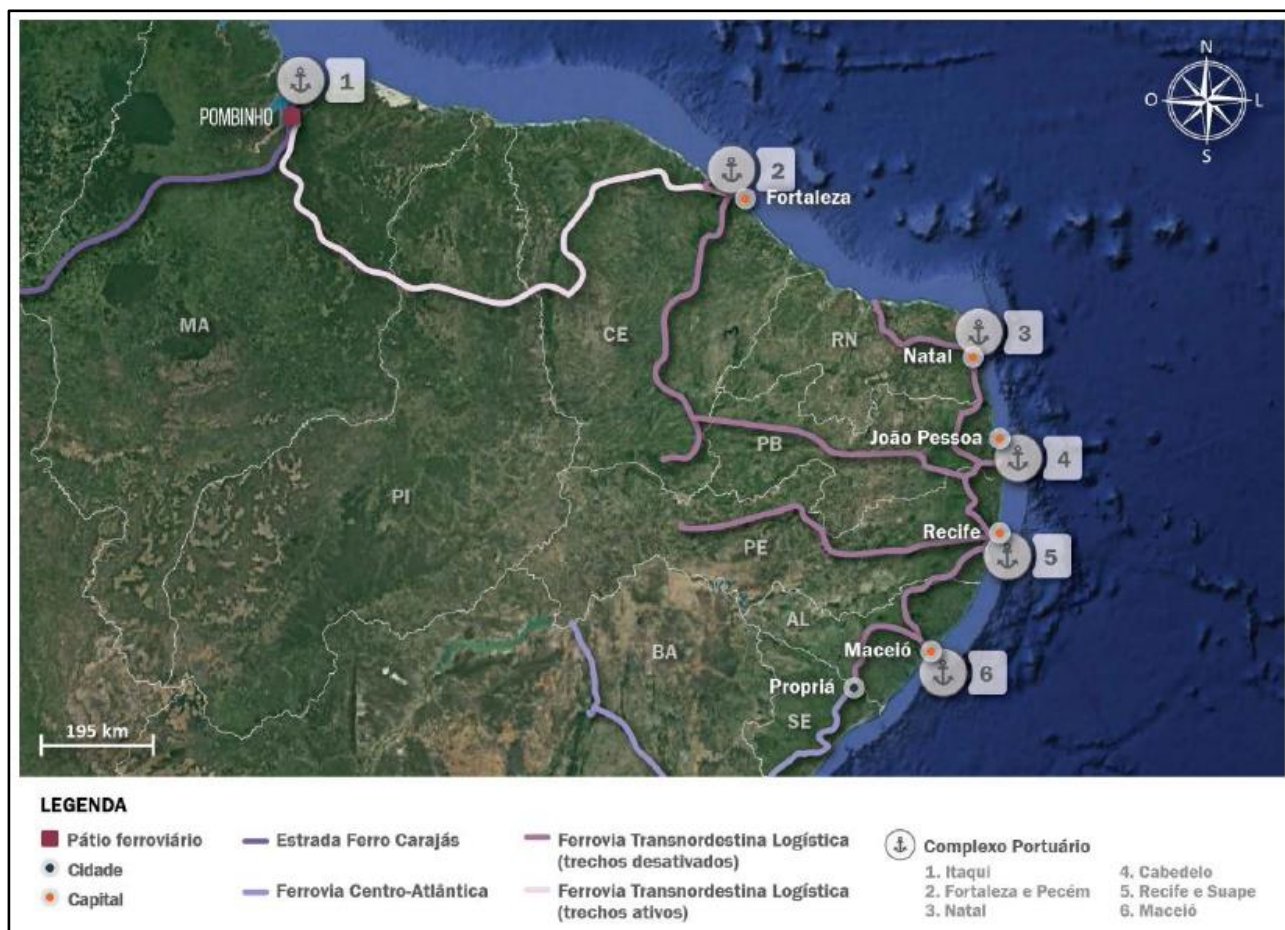 N
O
L
S
1
POMBINHO
2
Fortaleza
MA
CE
RN
3
Natal
João Pessoa
PB
4
PI
Recife
PE
5
AL
BA
Maceió
6
Propriá
SE
195 km
LEGENDA
Pátio ferroviário
Cidade
Capital
Estrada Ferro Carajás
Ferrovia Centro-Atlântica
Ferrovia Transnordestina Logística
(trechos desativados)
Ferrovia Transnordestina Logística
(trechos ativos)
Complexo Portuário
1. Itaqui
2. Fortaleza e Pecém
3. Natal
4. Cabedelo
5. Recife e Suape
6. Maceió